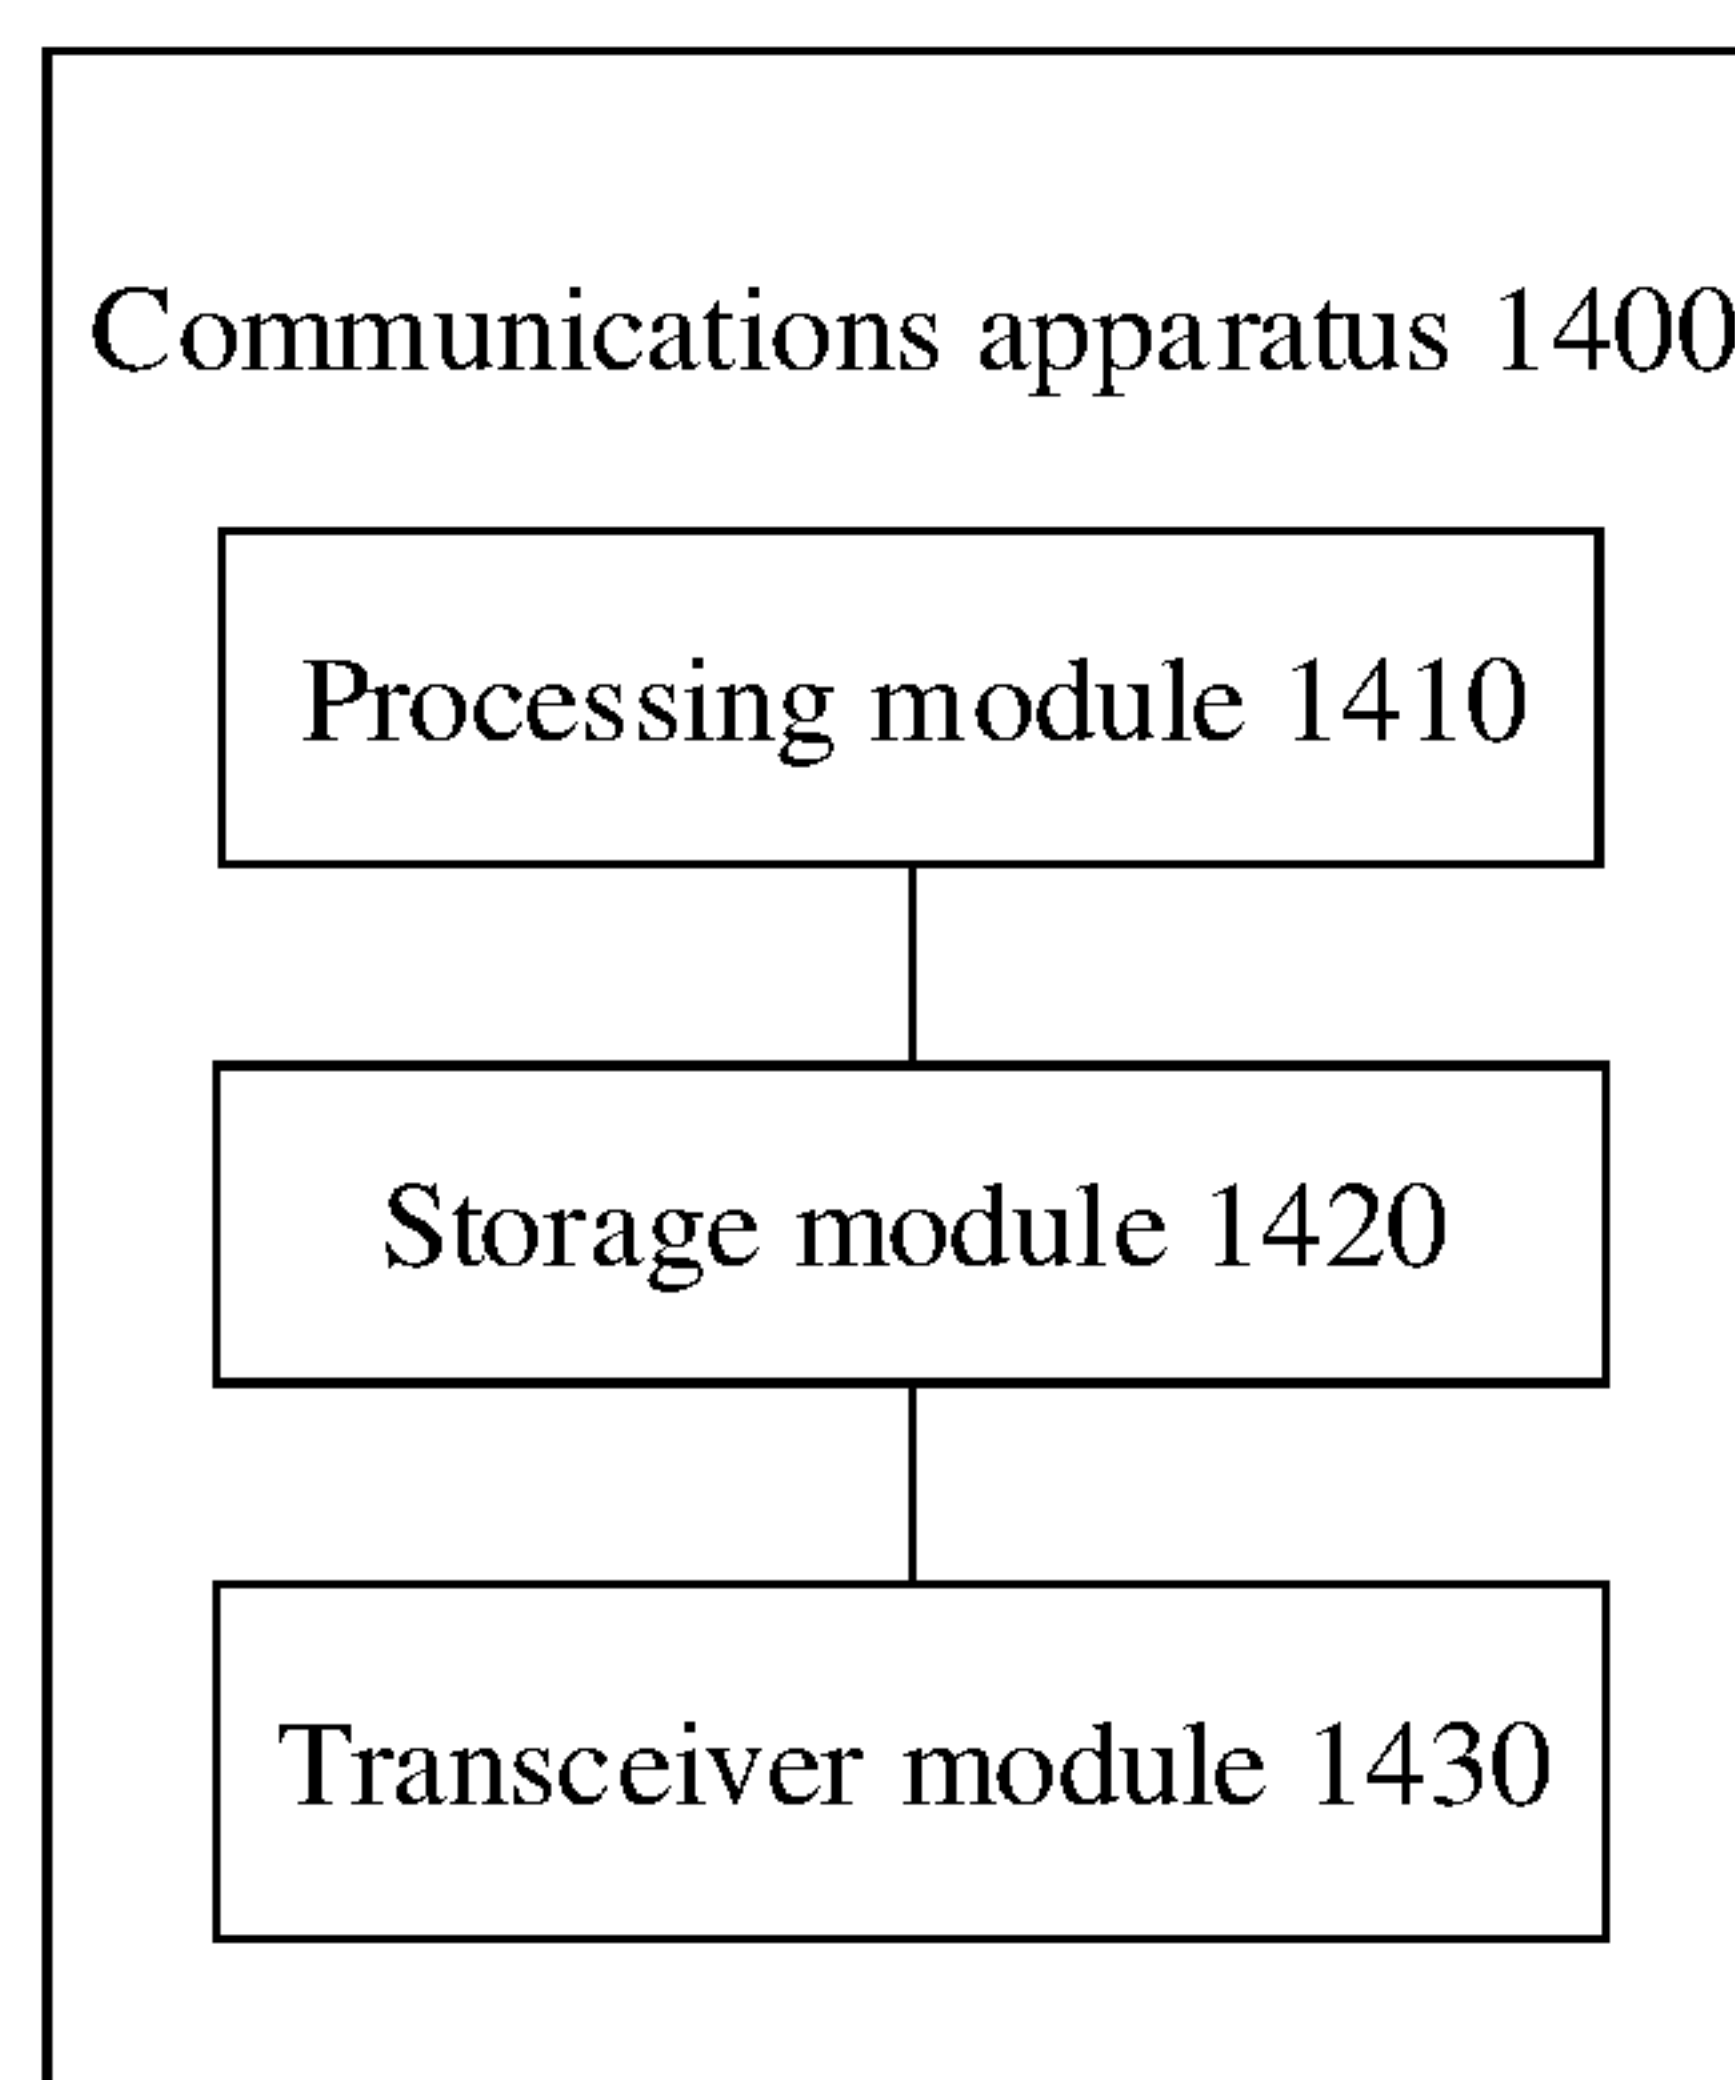 Communications apparatus 1400
Processing module 1410
Storage module 1420
Transceiver module 1430